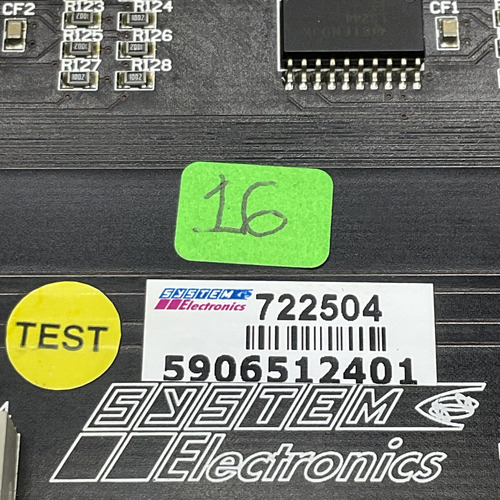 CF2
R123
R124
CF1
R125
R126
R127
R128
16
TEST
SYSTEM
Electronics
722504
5906512401
SYSTEM
Electronics